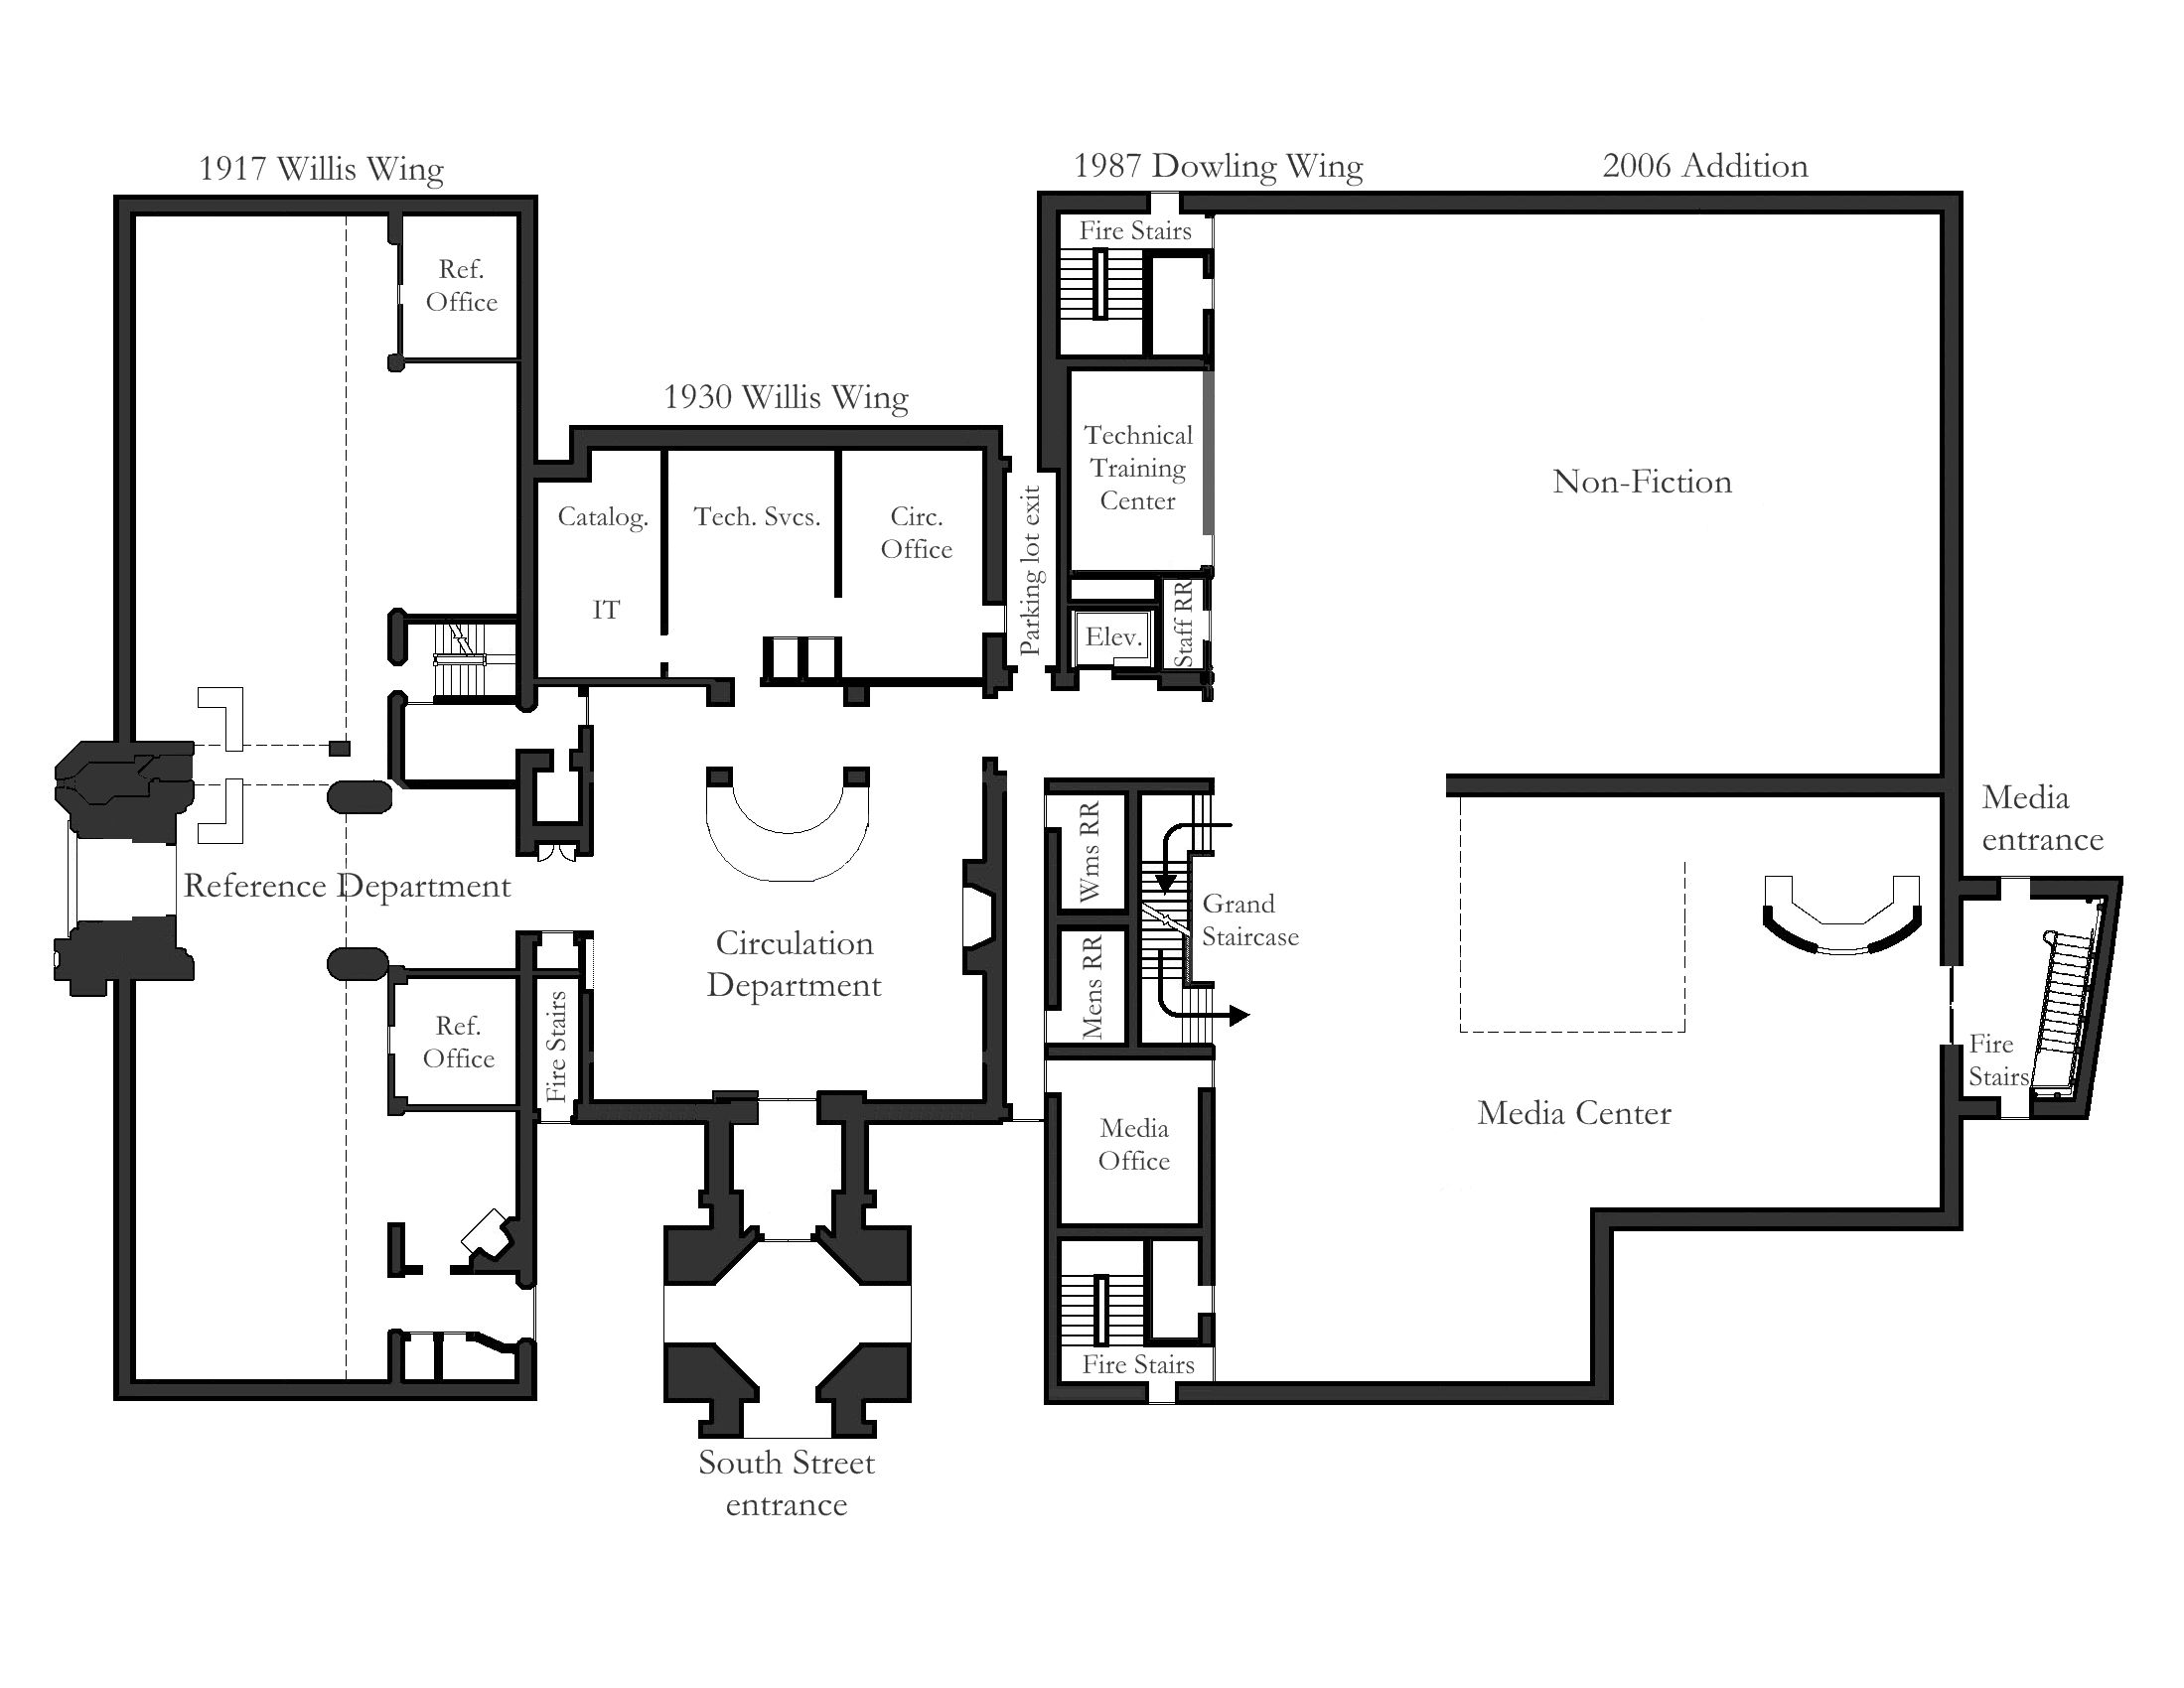 1917 Willis Wing
1987 Dowling Wing
2006 Addition
Fire Stairs
Ref.
Office
1930 Willis Wing
Technical
Training
Center
Non-Fiction
Catalog.
Tech. Svcs.
Circ.
Office
Parking lot exit
IT
Elev.
Staff RR
Media
entrance
Wms RR
Reference Department
Grand
Staircase
Circulation
Department
Mens RR
Ref.
Office
Fire Stairs
Fire
Stairs
Media Center
Media
Office
Fire Stairs
South Street
entrance